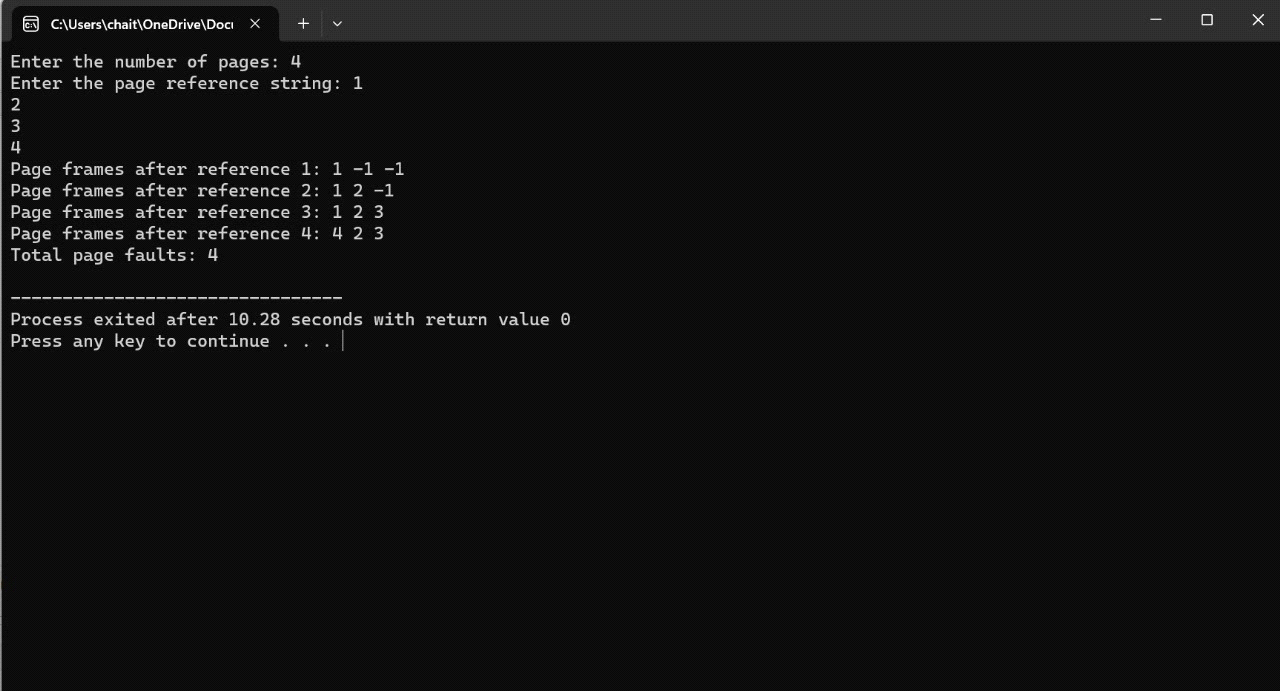 C:\Users\chait\OneDrive\Docu
Enter the number of pages: 4
Enter the page reference string: 1
2
3
4
Page frames after reference 1: 1 -1 -1
Page frames after reference 2: 1 2 -1
Page frames after reference 3: 1 2 3
Page frames after reference 4: 4 2 3
Total page faults: 4
--------------------------------
Process exited after 10.28 seconds with return value 0
Press any key to continue . . .